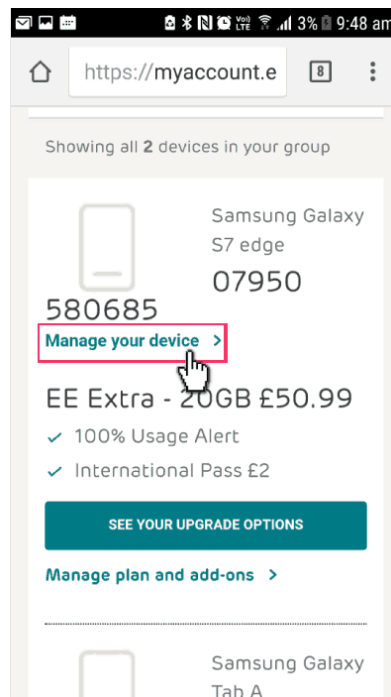 VoLTE 3% 9:48 am
https://myaccount.e 8
Showing all 2 devices in your group
Samsung Galaxy
S7 edge
07950
580685
Manage your device >
EE Extra - 20GB £50.99
100% Usage Alert
International Pass £2
SEE YOUR UPGRADE OPTIONS
Manage plan and add-ons >
Samsung Galaxy
Tab A